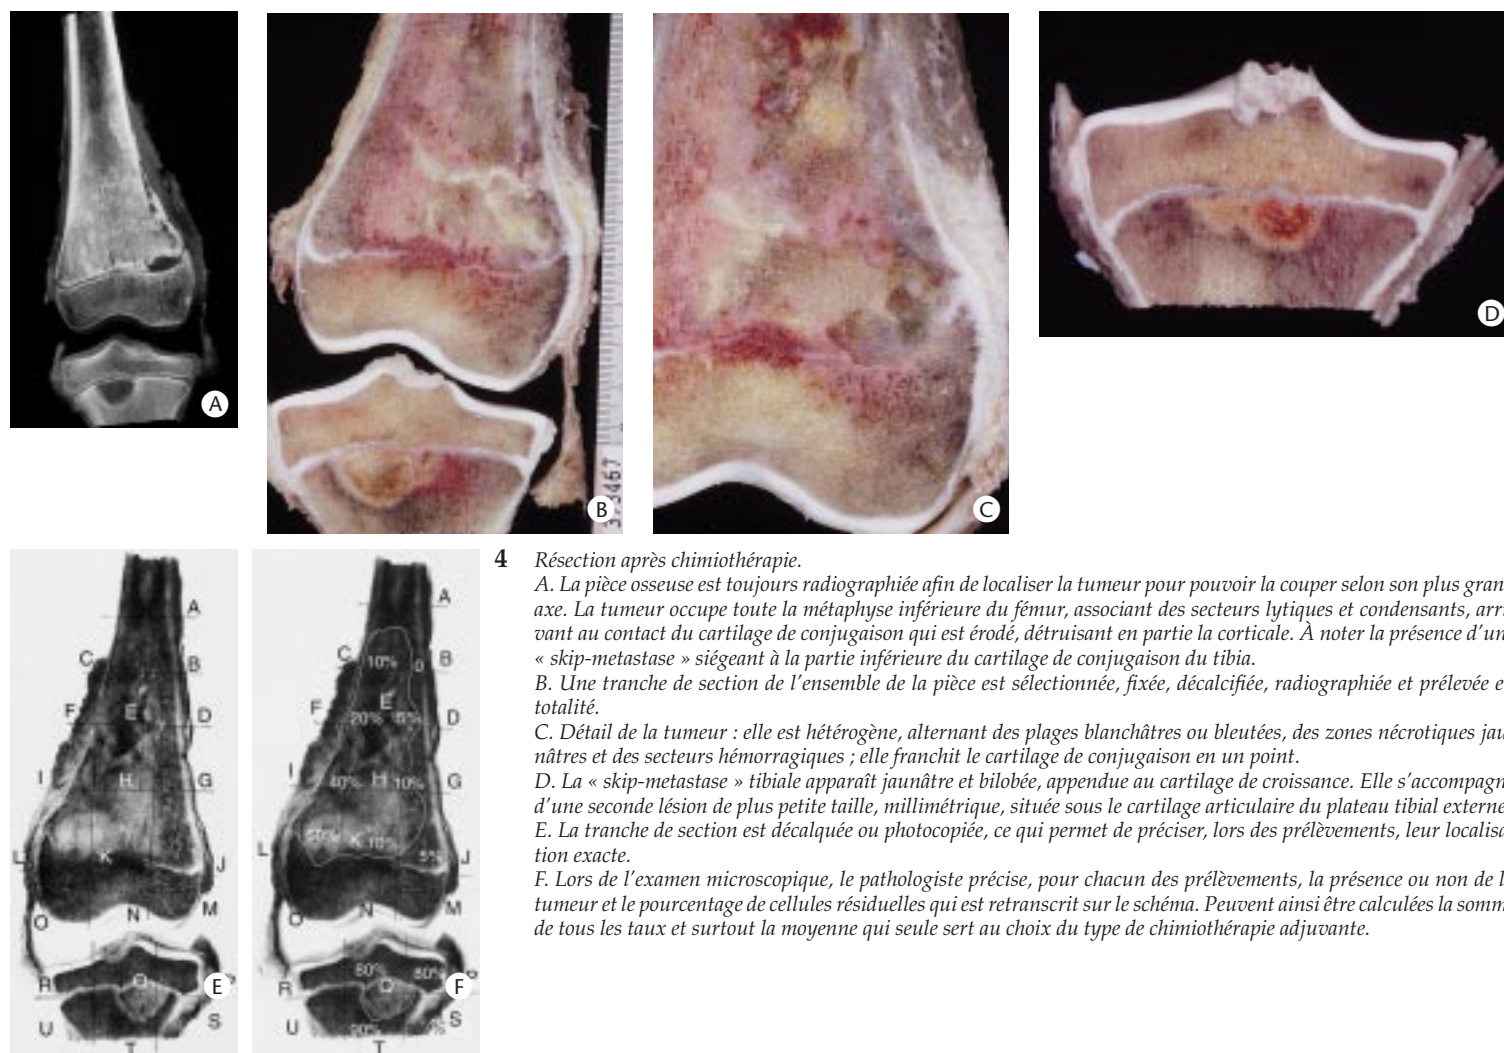 A
B
373467
C
D
A
C
B
F
E
D
I
H
G
L
K
J
O
N
M
R
Q
E
U
S
T
A
C
10%
0
B
E
F
20%
5%
D
I
40%
H
10%
G
L
50%
K
10%
5%
J
O
N
M
80%
80%
R
Q
F
U
90%
S
T
4 Résection après chimiothérapie.
A. La pièce osseuse est toujours radiographiée afin de localiser la tumeur pour pouvoir la couper selon son plus gran
axe. La tumeur occupe toute la métaphyse inférieure du fémur, associant des secteurs lytiques et condensants, arri
vant au contact du cartilage de conjugaison qui est érodé, détruisant en partie la corticale. À noter la présence d’un
« skip-metastase » siégeant à la partie inférieure du cartilage de conjugaison du tibia.
B. Une tranche de section de l’ensemble de la pièce est sélectionnée, fixée, décalcifiée, radiographiée et prélevée e
totalité.
C. Détail de la tumeur : elle est hétérogène, alternant des plages blanchâtres ou bleutées, des zones nécrotiques jau
nâtres et des secteurs hémorragiques ; elle franchit le cartilage de conjugaison en un point.
D. La « skip-metastase » tibiale apparaît jaunâtre et bilobée, appendue au cartilage de croissance. Elle s’accompagn
d’une seconde lésion de plus petite taille, millimétrique, située sous le cartilage articulaire du plateau tibial externe
E. La tranche de section est décalquée ou photocopiée, ce qui permet de préciser, lors des prélèvements, leur localisa
tion exacte.
F. Lors de l’examen microscopique, le pathologiste précise, pour chacun des prélèvements, la présence ou non de l
tumeur et le pourcentage de cellules résiduelles qui est retranscrit sur le schéma. Peuvent ainsi être calculées la somm
de tous les taux et surtout la moyenne qui seule sert au choix du type de chimiothérapie adjuvante.